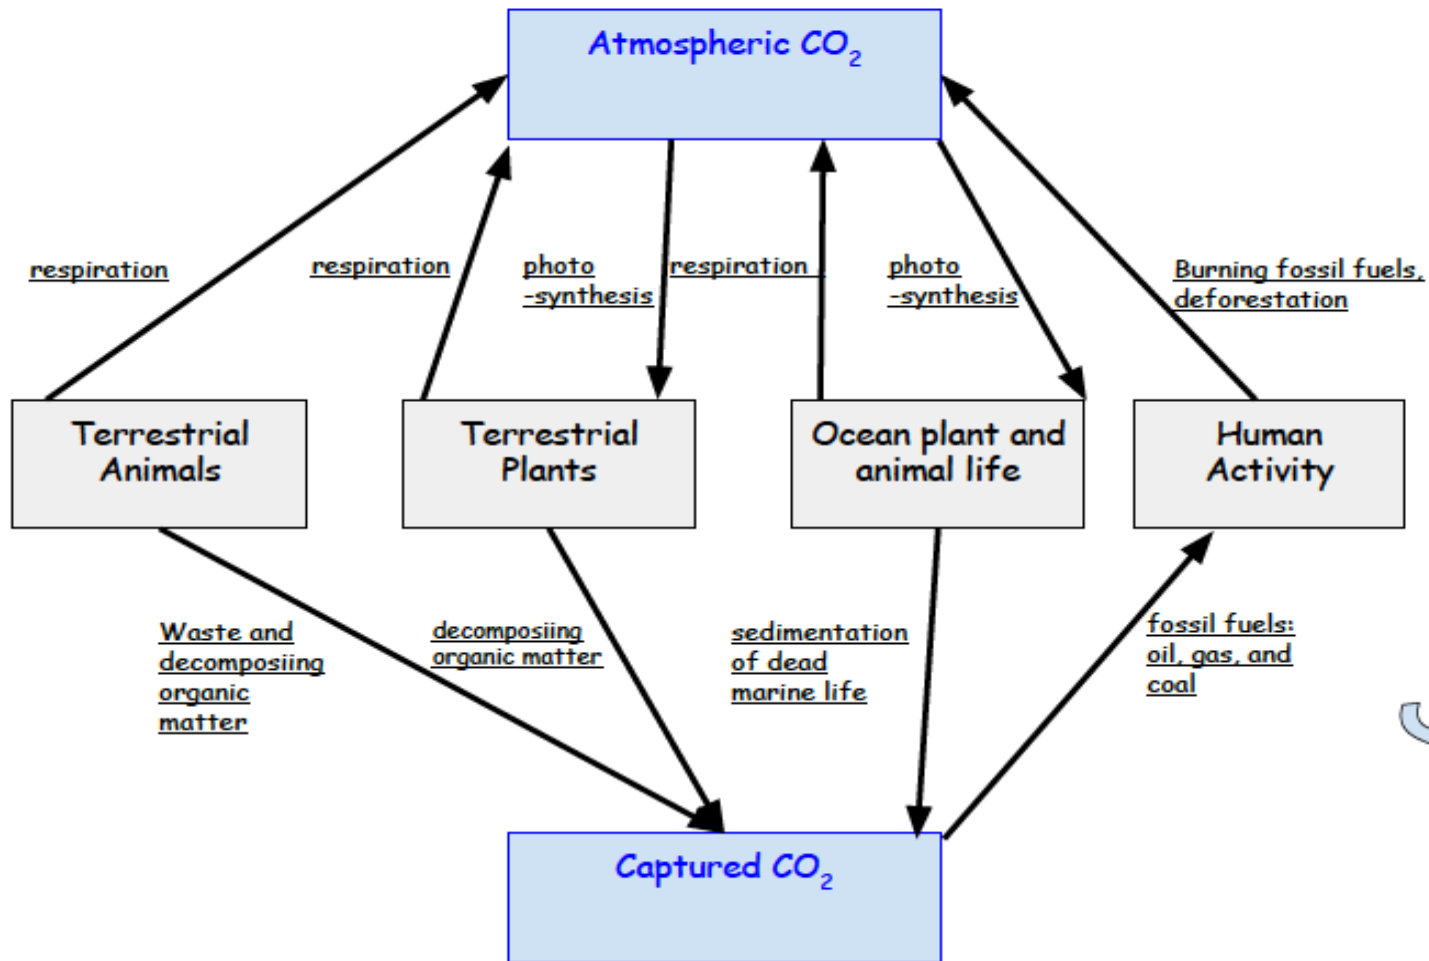 Atmospheric CO₂
respiration
respiration
photo
-synthesis
respiration
photo
-synthesis
Burning fossil fuels,
deforestation
Terrestrial
Animals
Terrestrial
Plants
Ocean plant and
animal life
Human
Activity
Waste and
decomposiing
organic
matter
decomposiing
organic matter
sedimentation
of dead
marine life
fossil fuels:
oil, gas, and
coal
Captured CO₂